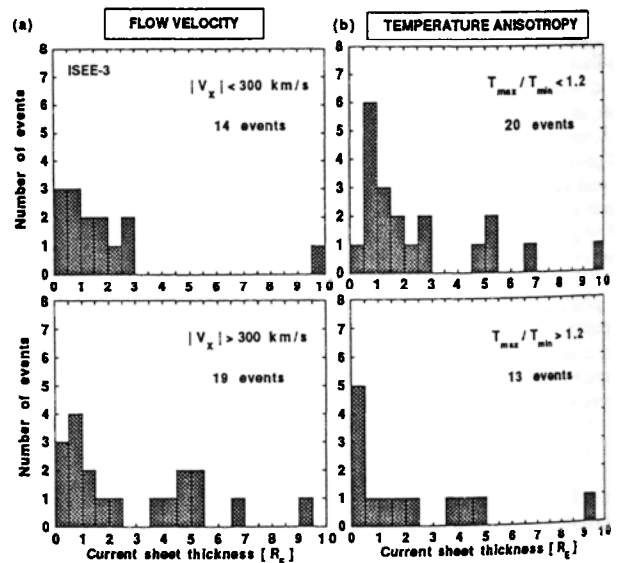 (a) FLOW VELOCITY
(b) TEMPERATURE ANISOTROPY
8
7
6
5
4
3
2
1
0
Number of events
ISEE-3
| V_X | < 300 km/s
14 events
0 1 2 3 4 5 6 7 8 9 10
8
7
6
5
4
3
2
1
0
T_max / T_min < 1.2
20 events
0 1 2 3 4 5 6 7 8 9 10
8
7
6
5
4
3
2
1
0
Number of events
| V_X | > 300 km/s
19 events
0 1 2 3 4 5 6 7 8 9 10
Current sheet thickness [ R_E ]
8
7
6
5
4
3
2
1
0
T_max / T_min > 1.2
13 events
0 1 2 3 4 5 6 7 8 9 10
Current sheet thickness [ R_E ]